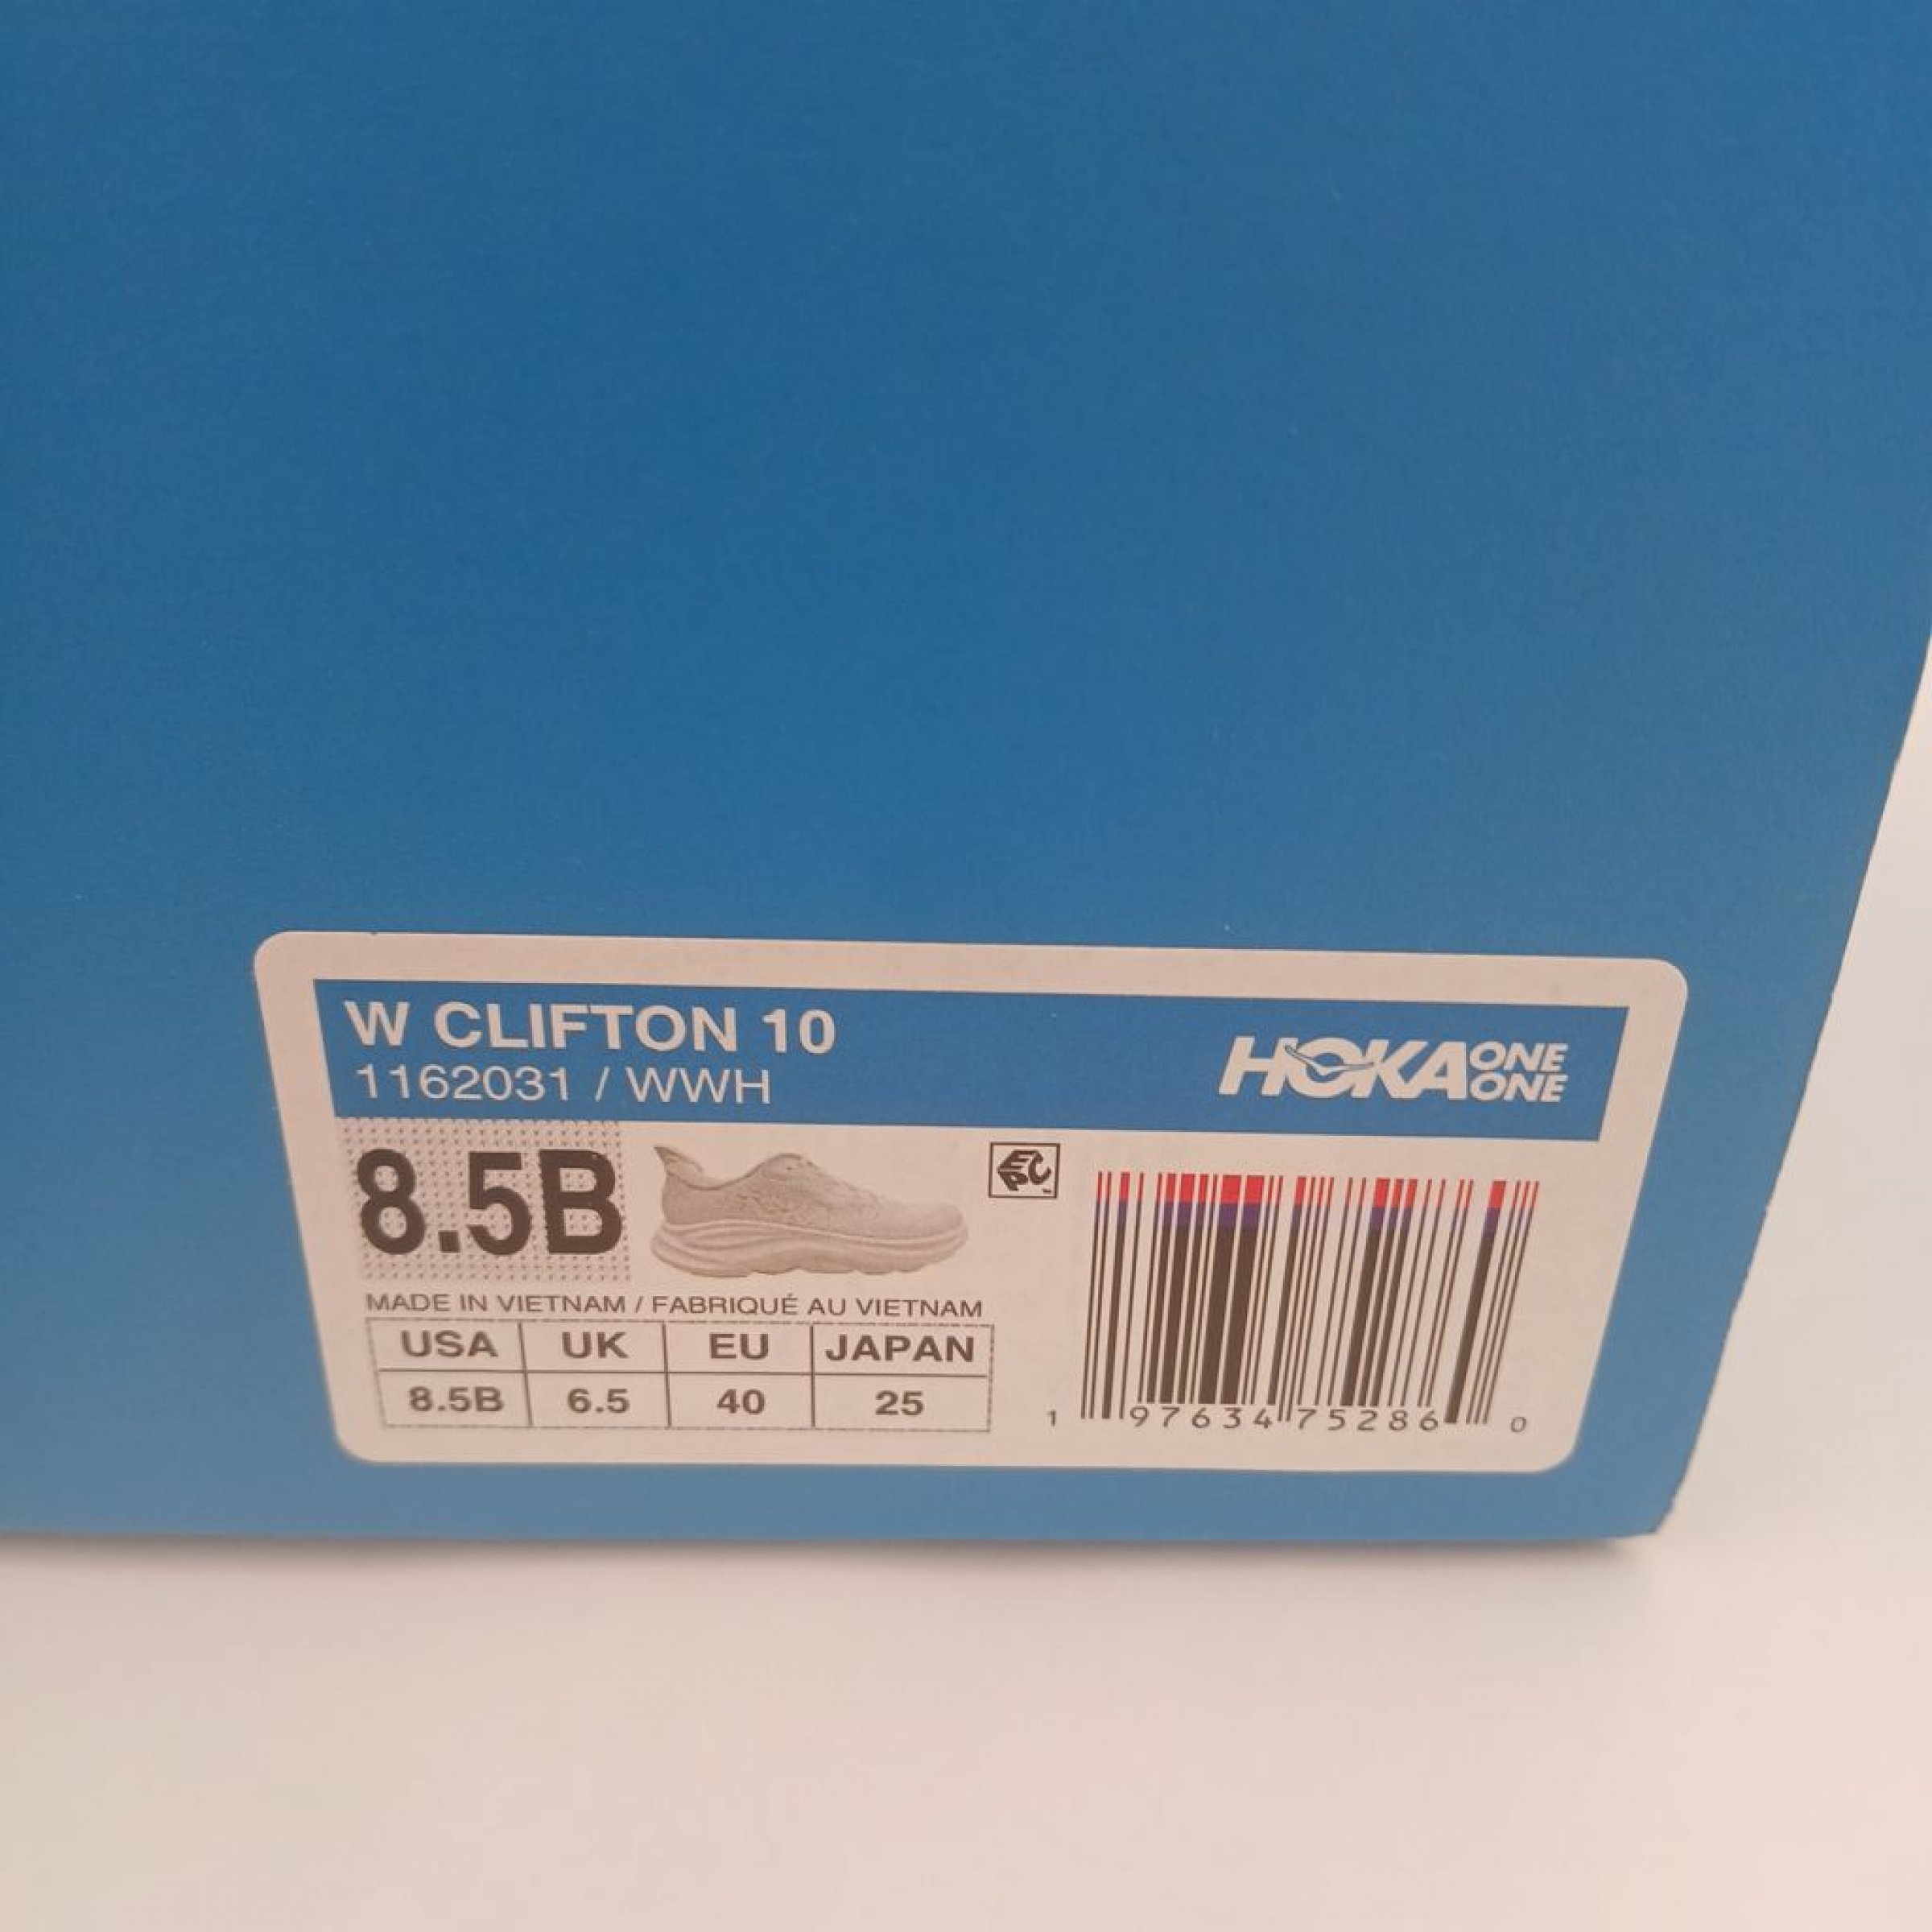 W CLIFTON 10
1162031 / WWH
HOKA ONE ONE
8.5B
EPC
MADE IN VIETNAM / FABRIQUÉ AU VIETNAM
USA UK EU JAPAN
8.5B 6.5 40 25
1 97634 75286 0